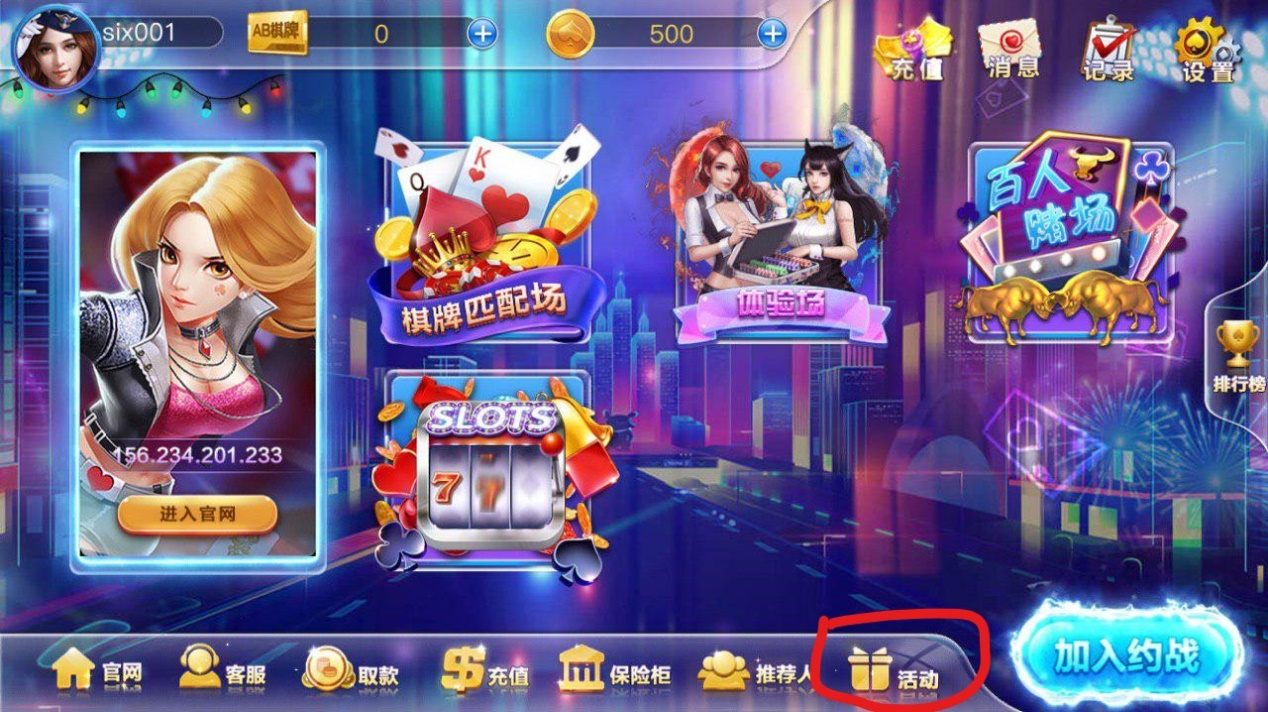 six001
AB棋牌
0
500
充值
消息
记录
设置
K
Q
棋牌匹配场
体验场
百人
赌场
156.234.201.233
进入官网
SLOTS
7
7
排行榜
官网
客服
取款
充值
保险柜
推荐人
活动
加入约战